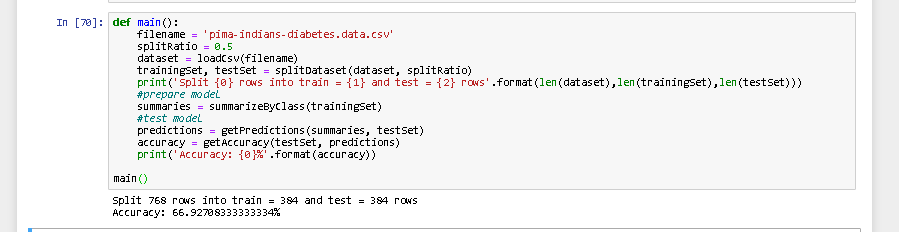 In [70]: def main():
    filename = 'pima-indians-diabetes.data.csv'
    splitRatio = 0.5
    dataset = loadCsv(filename)
    trainingSet, testSet = splitDataset(dataset, splitRatio)
    print('Split {0} rows into train = {1} and test = {2} rows'.format(len(dataset),len(trainingSet),len(testSet)))
    #prepare model
    summaries = summarizeByClass(trainingSet)
    #test model
    predictions = getPredictions(summaries, testSet)
    accuracy = getAccuracy(testSet, predictions)
    print('Accuracy: {0}%'.format(accuracy))
main()
Split 768 rows into train = 384 and test = 384 rows
Accuracy: 66.9270833333334%